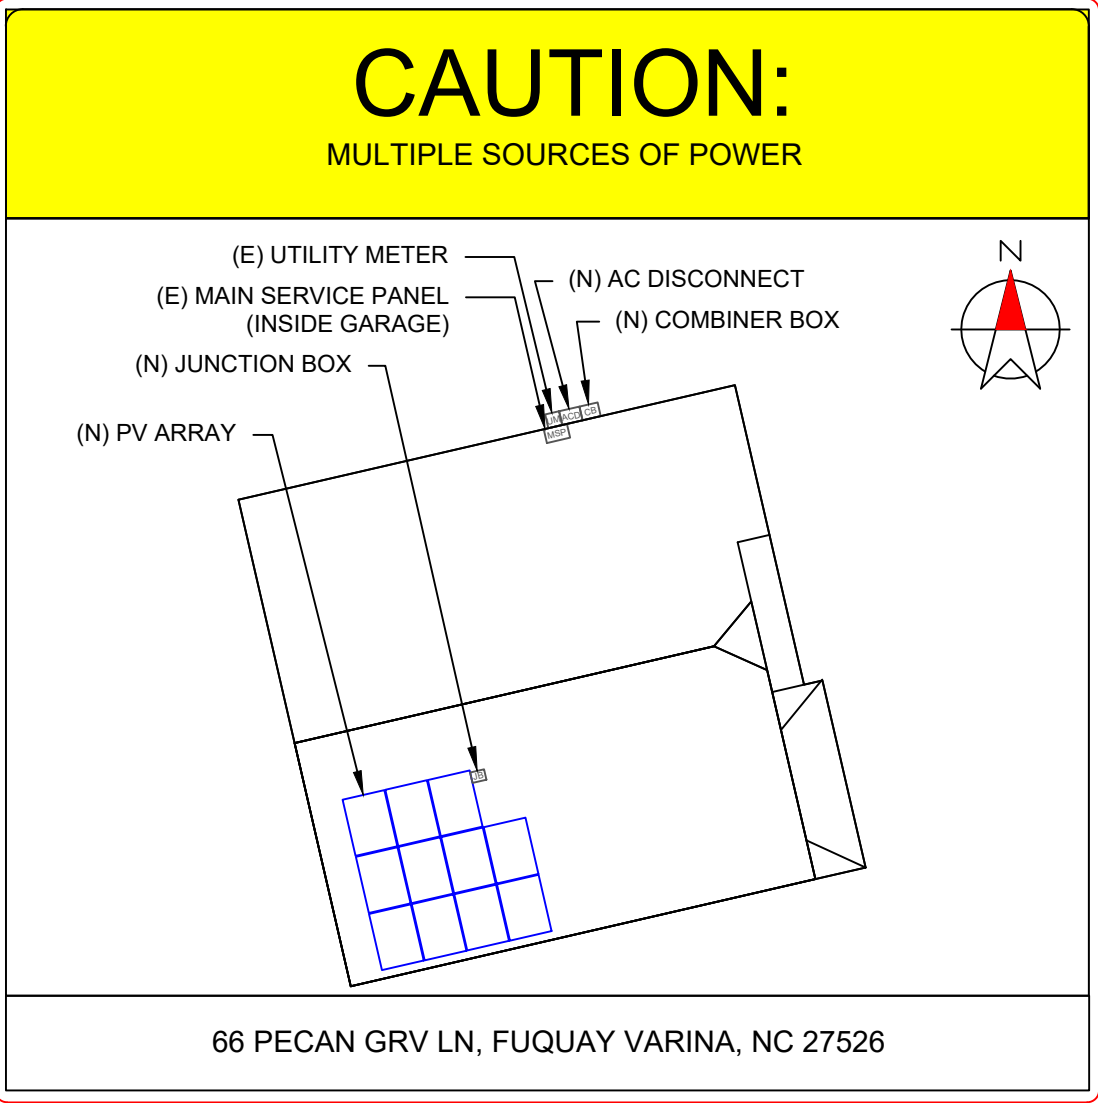 CAUTION:
MULTIPLE SOURCES OF POWER
N
(E) UTILITY METER
(N) AC DISCONNECT
(E) MAIN SERVICE PANEL
(INSIDE GARAGE)
(N) COMBINER BOX
(N) JUNCTION BOX
(N) PV ARRAY
UM
ACD
CB
MSP
JB
66 PECAN GRV LN, FUQUAY VARINA, NC 27526